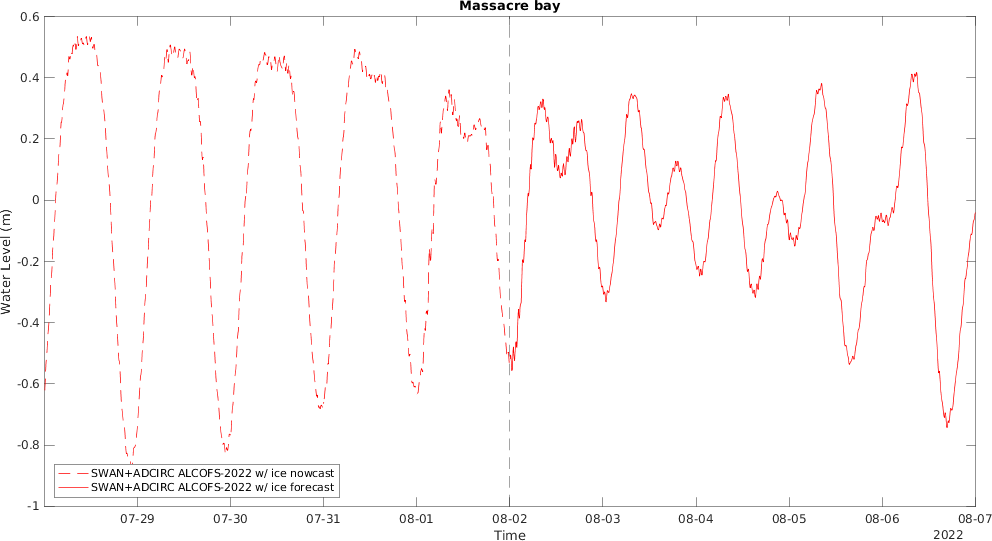 Massacre bay
Water Level (m)
0.6
0.4
0.2
0
-0.2
-0.4
-0.6
-0.8
-1
SWAN+ADCIRC ALCOFS-2022 w/ ice nowcast
SWAN+ADCIRC ALCOFS-2022 w/ ice forecast
07-29 07-30 07-31 08-01 08-02 08-03 08-04 08-05 08-06 08-07
Time
2022